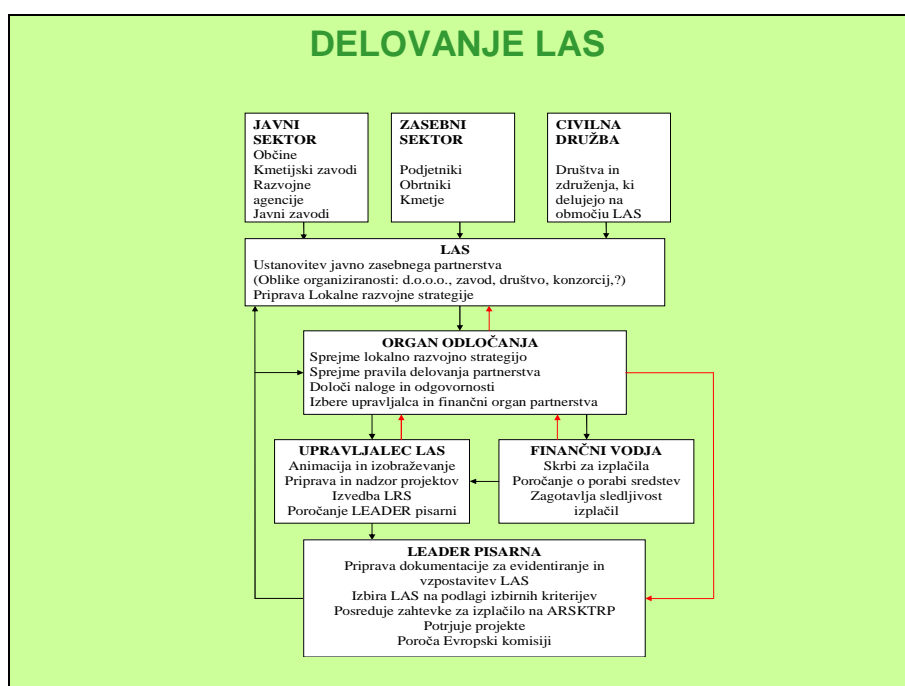 DELOVANJE LAS
JAVNI
SEKTOR
Občine
Kmetijski zavodi
Razvojne
agencije
Javni zavodi
ZASEBNI
SEKTOR
Podjetniki
Obrtniki
Kmetje
CIVILNA
DRUŽBA
Društva in
združenja, ki
delujejo na
območju LAS
LAS
Ustanovitev javno zasebnega partnerstva
(Oblike organiziranosti: d.o.o.o., zavod, društvo, konzorcij,?)
Priprava Lokalne razvojne strategije
ORGAN ODLOČANJA
Sprejme lokalno razvojno strategijo
Sprejme pravila delovanja partnerstva
Določi naloge in odgovornosti
Izbere upravljalca in finančni organ partnerstva
UPRAVLJALEC LAS
Animacija in izobraževanje
Priprava in nadzor projektov
Izvedba LRS
Poročanje LEADER pisarni
FINANČNI VODJA
Skrbi za izplačila
Poročanje o porabi sredstev
Zagotavlja sledljivost
izplačil
LEADER PISARNA
Priprava dokumentacije za evidentiranje in
vzpostavitev LAS
Izbira LAS na podlagi izbirnih kriterijev
Posreduje zahtevke za izplačilo na ARSKTRP
Potrjuje projekte
Poroča Evropski komisiji